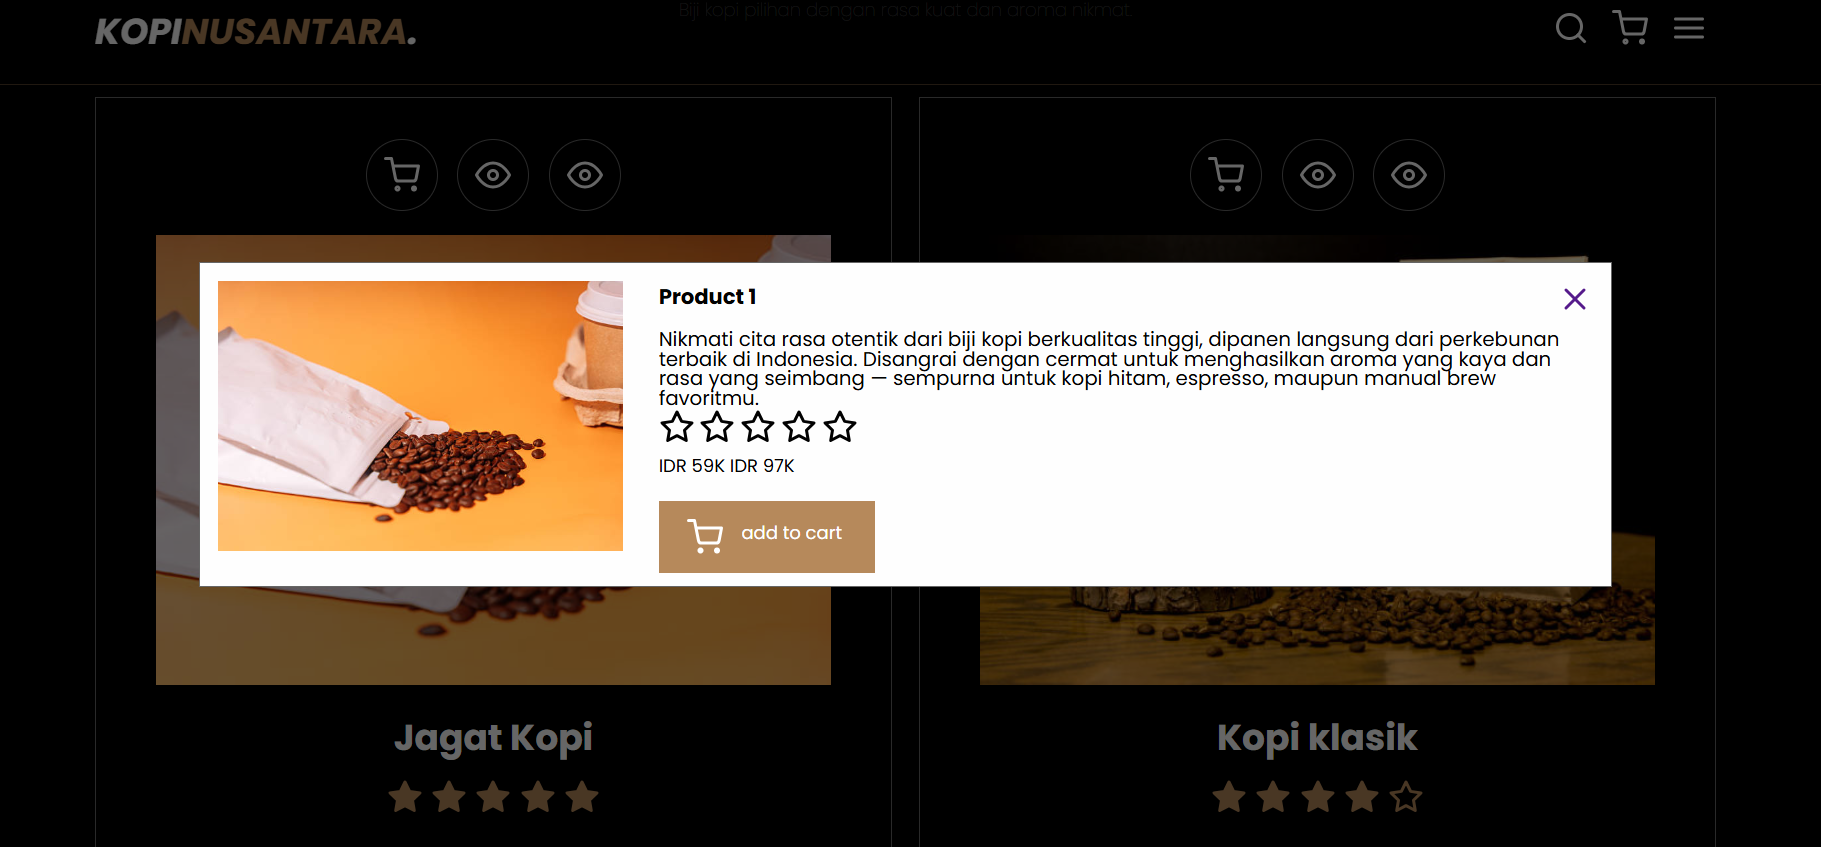 KOPINUSANTARA.
Biji kopi pilihan dengan rasa kuat dan aroma nikmat.
Product 1
Nikmati cita rasa otentik dari biji kopi berkualitas tinggi, dipanen langsung dari perkebunan
terbaik di Indonesia. Disangrai dengan cermat untuk menghasilkan aroma yang kaya dan
rasa yang seimbang — sempurna untuk kopi hitam, espresso, maupun manual brew
favoritmu.
IDR 59K IDR 97K
add to cart
Jagat Kopi
Kopi klasik